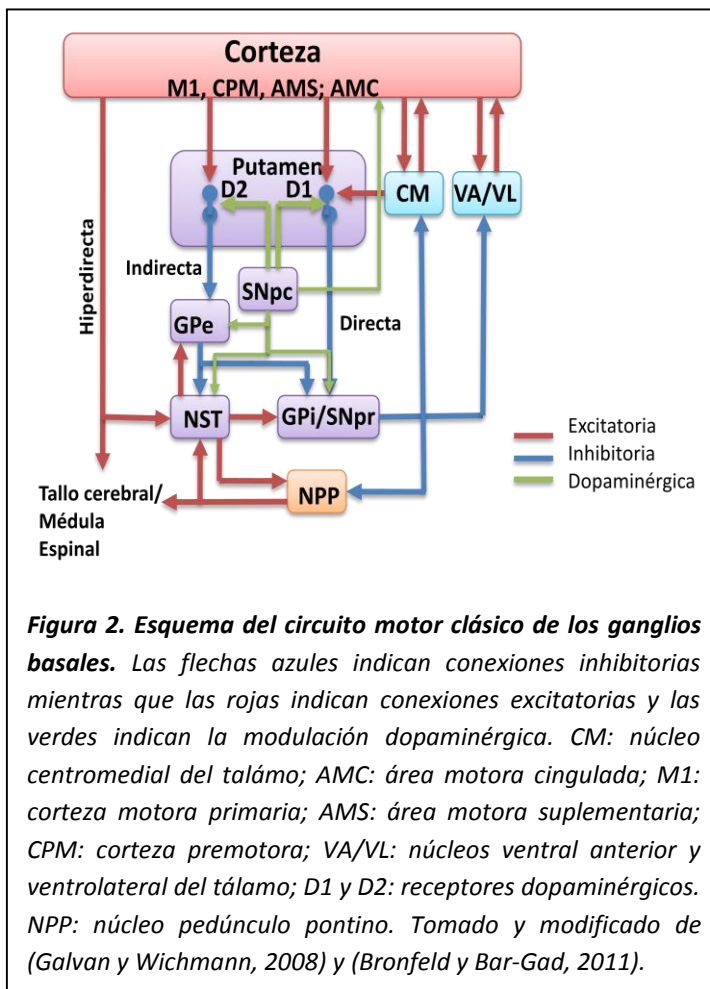 Corteza
M1, CPM, AMS; AMC
Putamen
D2 D1
CM
VA/VL
Hiperdirecta
Indirecta
SNpc
Directa
GPe
NST
GPi/SNpr
Excitatoria
Inhibitoria
Dopaminérgica
NPP
Tallo cerebral/
Médula
Espinal
Figura 2. Esquema del circuito motor clásico de los ganglios
basales. Las flechas azules indican conexiones inhibitorias
mientras que las rojas indican conexiones excitatorias y las
verdes indican la modulación dopaminérgica. CM: núcleo
centromedial del talámo; AMC: área motora cingulada; M1:
corteza motora primaria; AMS: área motora suplementaria;
CPM: corteza premotora; VA/VL: núcleos ventral anterior y
ventrolateral del tálamo; D1 y D2: receptores dopaminérgicos.
NPP: núcleo pedúnculo pontino. Tomado y modificado de
(Galvan y Wichmann, 2008) y (Bronfeld y Bar-Gad, 2011).